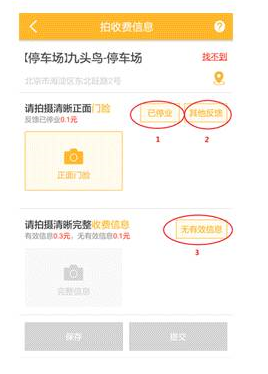 拍收费信息
?
【停车场】九头鸟-停车场
找不到
北京市海淀区东北旺路2号
请拍摄清晰正面门脸
反馈已停业0.1元
已停业
其他反馈
1
2
正面门脸
请拍摄清晰完整收费信息
有效信息0.3元，无有效信息0.1元
无有效信息
3
完整信息
保存
提交